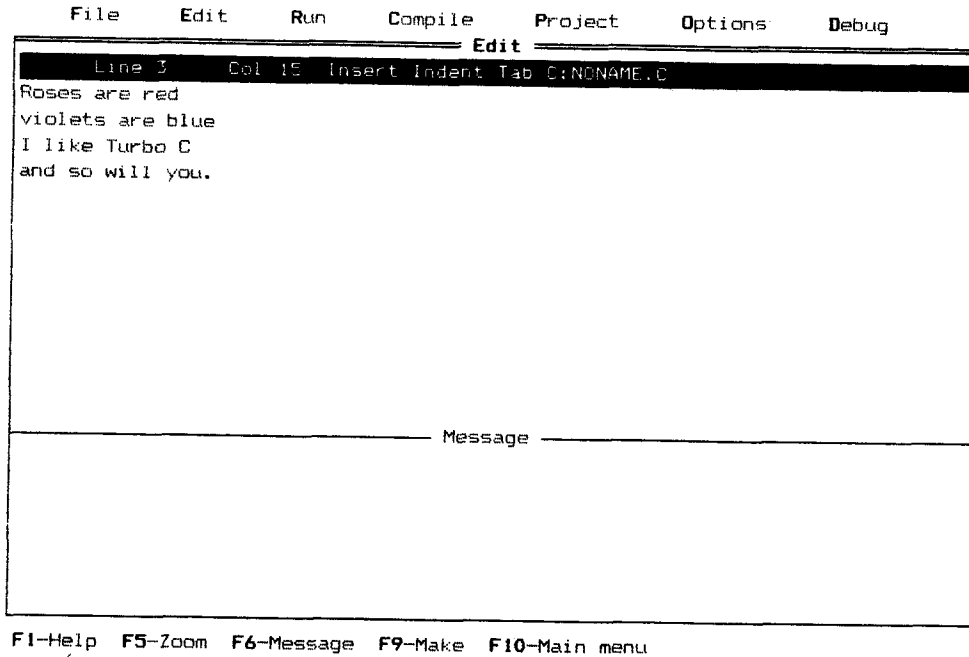 File Edit Run Compile Project Options Debug
Edit
Line 3 Col 15 Insert Indent Tab C:NONAME.C
Roses are red
violets are blue
I like Turbo C
and so will you.
Message
F1-Help F5-Zoom F6-Message F9-Make F10-Main menu